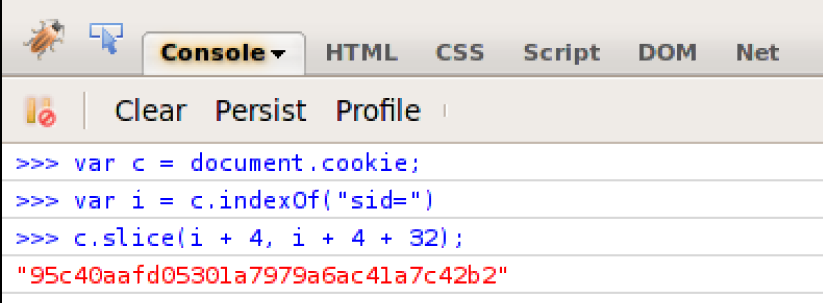 Console HTML CSS Script DOM Net
Clear Persist Profile
>>> var c = document.cookie;
>>> var i = c.indexOf("sid=")
>>> c.slice(i + 4, i + 4 + 32);
"95c40aafd05301a7979a6ac41a7c42b2"